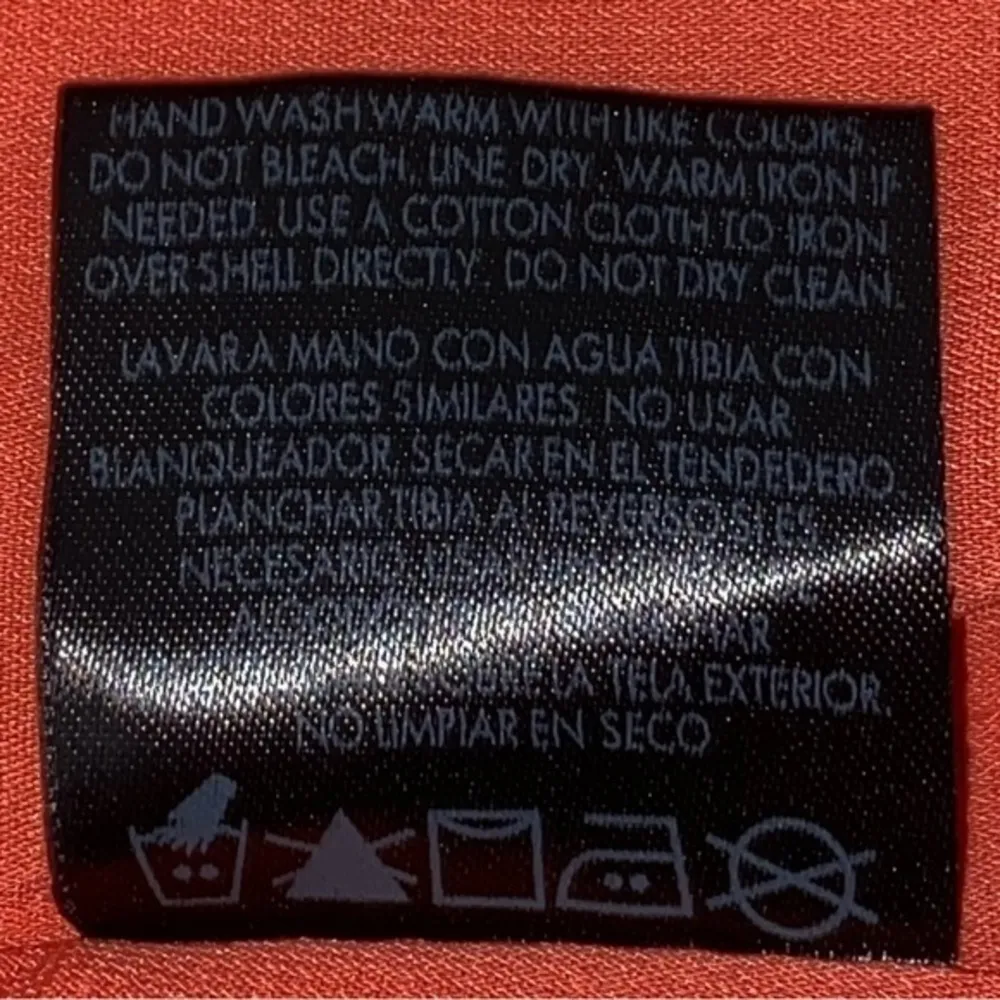 HAND WASH WARM WITH LIKE COLORS.
DO NOT BLEACH. LINE DRY. WARM IRON IF
NEEDED. USE A COTTON CLOTH TO IRON
OVER SHELL DIRECTLY. DO NOT DRY CLEAN.
LAVAR A MANO CON AGUA TIBIA CON
COLORES SIMILARES. NO USAR
BLANQUEADOR. SECAR EN EL TENDEDERO.
PLANCHAR TIBIA AL REVERSO SI ES
NECESARIO. USAR
LA TELA EXTERIOR.
NO LIMPIAR EN SECO